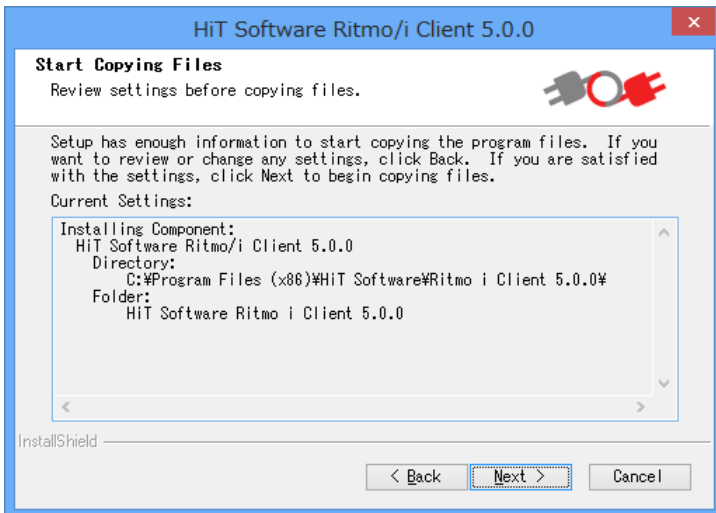 HiT Software Ritmo/i Client 5.0.0
Start Copying Files
Review settings before copying files.
Setup has enough information to start copying the program files.  If you
want to review or change any settings, click Back.  If you are satisfied
with the settings, click Next to begin copying files.
Current Settings:
Installing Component:
HiT Software Ritmo/i Client 5.0.0
Directory:
C:¥Program Files (x86)¥HiT Software¥Ritmo i Client 5.0.0¥
Folder:
HiT Software Ritmo i Client 5.0.0
InstallShield
< Back
Next >
Cancel